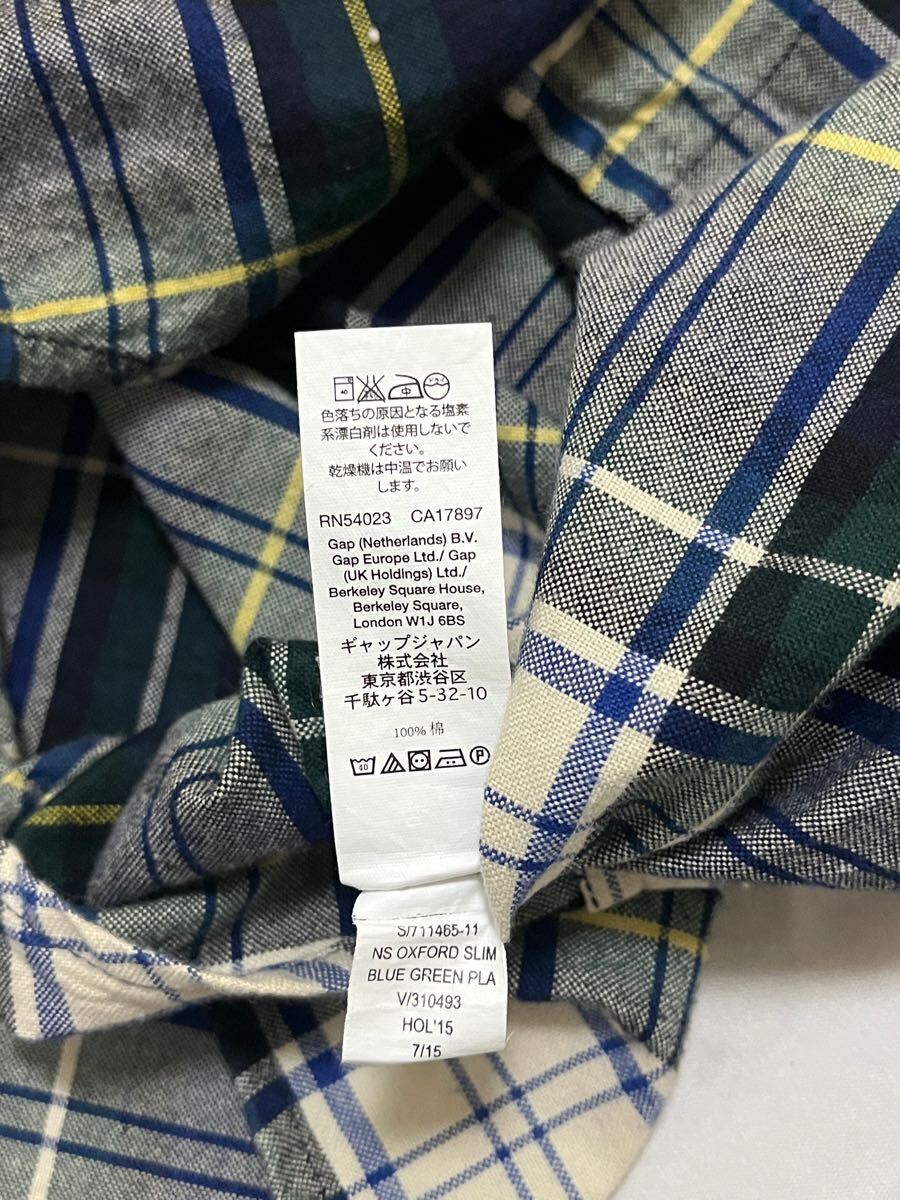 40 中 ドライ
色落ちの原因となる塩素
系漂白剤は使用しないで
ください。
乾燥機は中温でお願い
します。
RN54023 CA17897
Gap (Netherlands) B.V.
Gap Europe Ltd./ Gap
(UK Holdings) Ltd./
Berkeley Square House,
Berkeley Square,
London W1J 6BS
ギャップジャパン
株式会社
東京都渋谷区
千駄ヶ谷 5-32-10
100% 棉
40 P
S/711465-11
NS OXFORD SLIM
BLUE GREEN PLA
V/310493
HOL'15
7/15